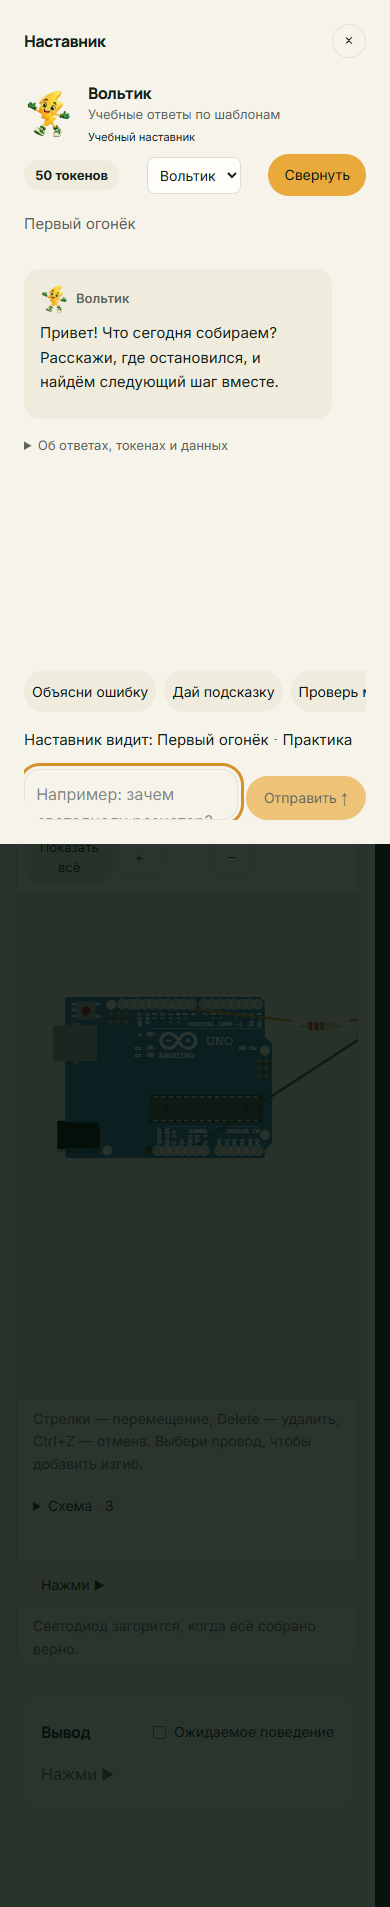 Наставник
×
Вольтик
Учебные ответы по шаблонам
Учебный наставник
50 токенов
Вольтик
Свернуть
Первый огонёк
Вольтик
Привет! Что сегодня собираем?
Расскажи, где остановился, и
найдём следующий шаг вместе.
▶ Об ответах, токенах и данных
Объясни ошибку
Дай подсказку
Проверь
Наставник видит: Первый огонёк · Практика
Например: зачем
Отправить ↑
Показать
всё
+
−
UNO
ARDUINO
Стрелки — перемещение, Delete — удалить,
Ctrl+Z — отмена. Выбери провод, чтобы
добавить изгиб.
▶ Схема · 3
Нажми ▶
Светодиод загорится, когда всё собрано
верно.
Вывод
Ожидаемое поведение
Нажми ▶